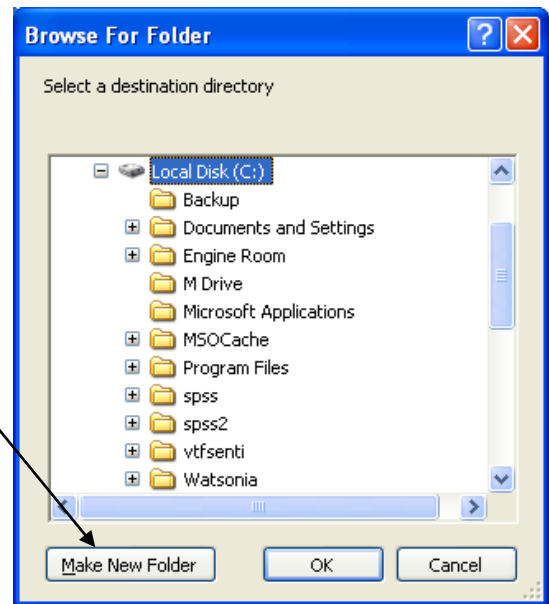 Browse For Folder
Select a destination directory
Local Disk (C:)
Backup
Documents and Settings
Engine Room
M Drive
Microsoft Applications
MSOCache
Program Files
spss
spss2
vtfsenti
Watsonia
Make New Folder OK Cancel